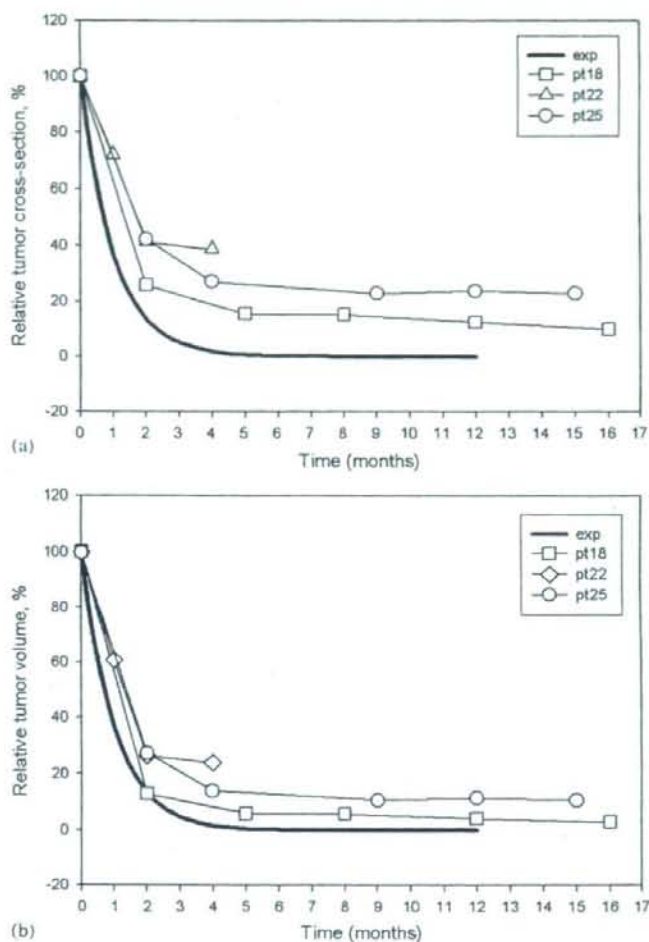 120
100
80
60
40
20
0
-20
Relative tumor cross-section, %
exp
pt18
pt22
pt25
0 1 2 3 4 5 6 7 8 9 10 11 12 13 14 15 16 17
Time (months)
(a)
120
100
80
60
40
20
0
-20
Relative tumor volume, %
exp
pt18
pt22
pt25
0 1 2 3 4 5 6 7 8 9 10 11 12 13 14 15 16 17
Time (months)
(b)